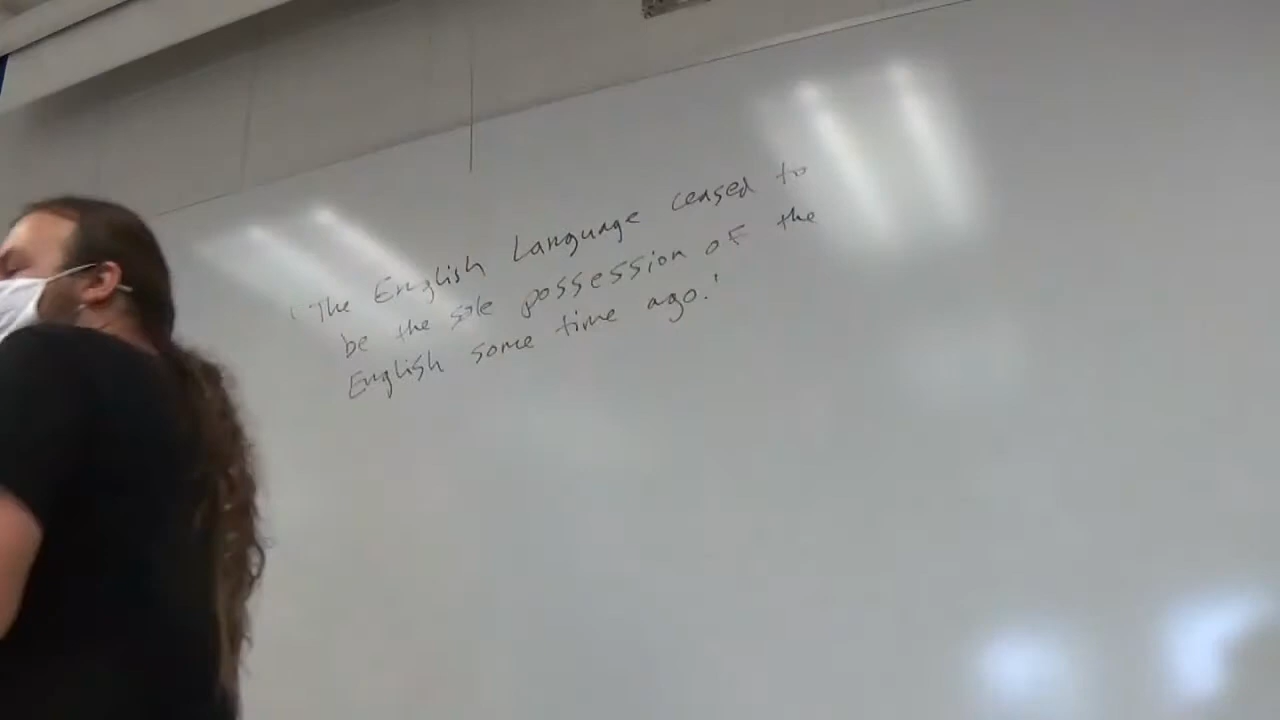 'The English Language ceased to
be the sole possession of the
English some time ago.'